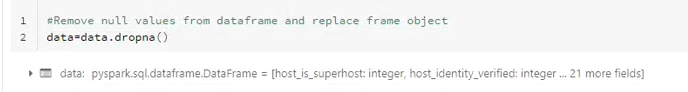 1 #Remove null values from dataframe and replace frame object
2 data=data.dropna()
data: pyspark.sql.dataframe.DataFrame = [host_is_superhost: integer, host_identity_verified: integer ... 21 more fields]